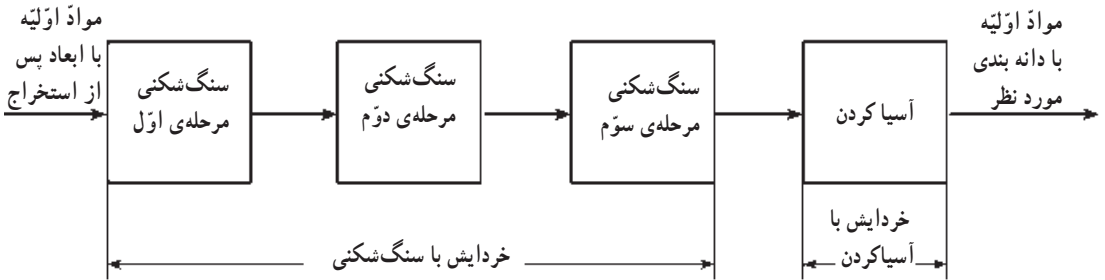 موادّ اوّلیّه
با ابعاد پس
از استخراج
سنگ‌شکنی
مرحله‌ی اوّل
سنگ‌شکنی
مرحله‌ی دوّم
سنگ‌شکنی
مرحله‌ی سوّم
آسیا کردن
موادّ اوّلیّه
با دانه بندی
مورد نظر
خردایش با سنگ‌شکنی
خردایش با
آسیاکردن